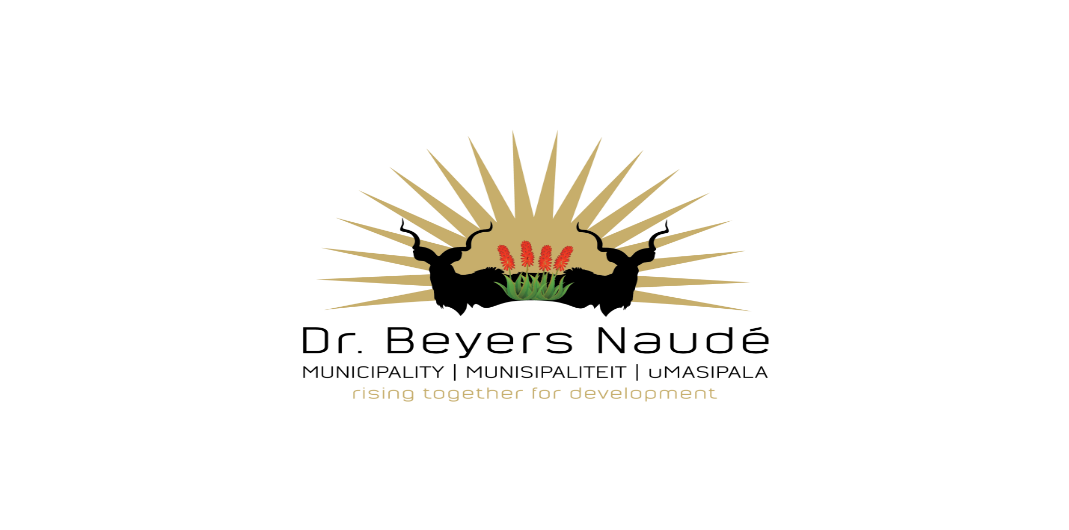 Dr. Beyers Naudé
MUNICIPALITY | MUNISIPALITEIT | uMASIPALA
rising together for development